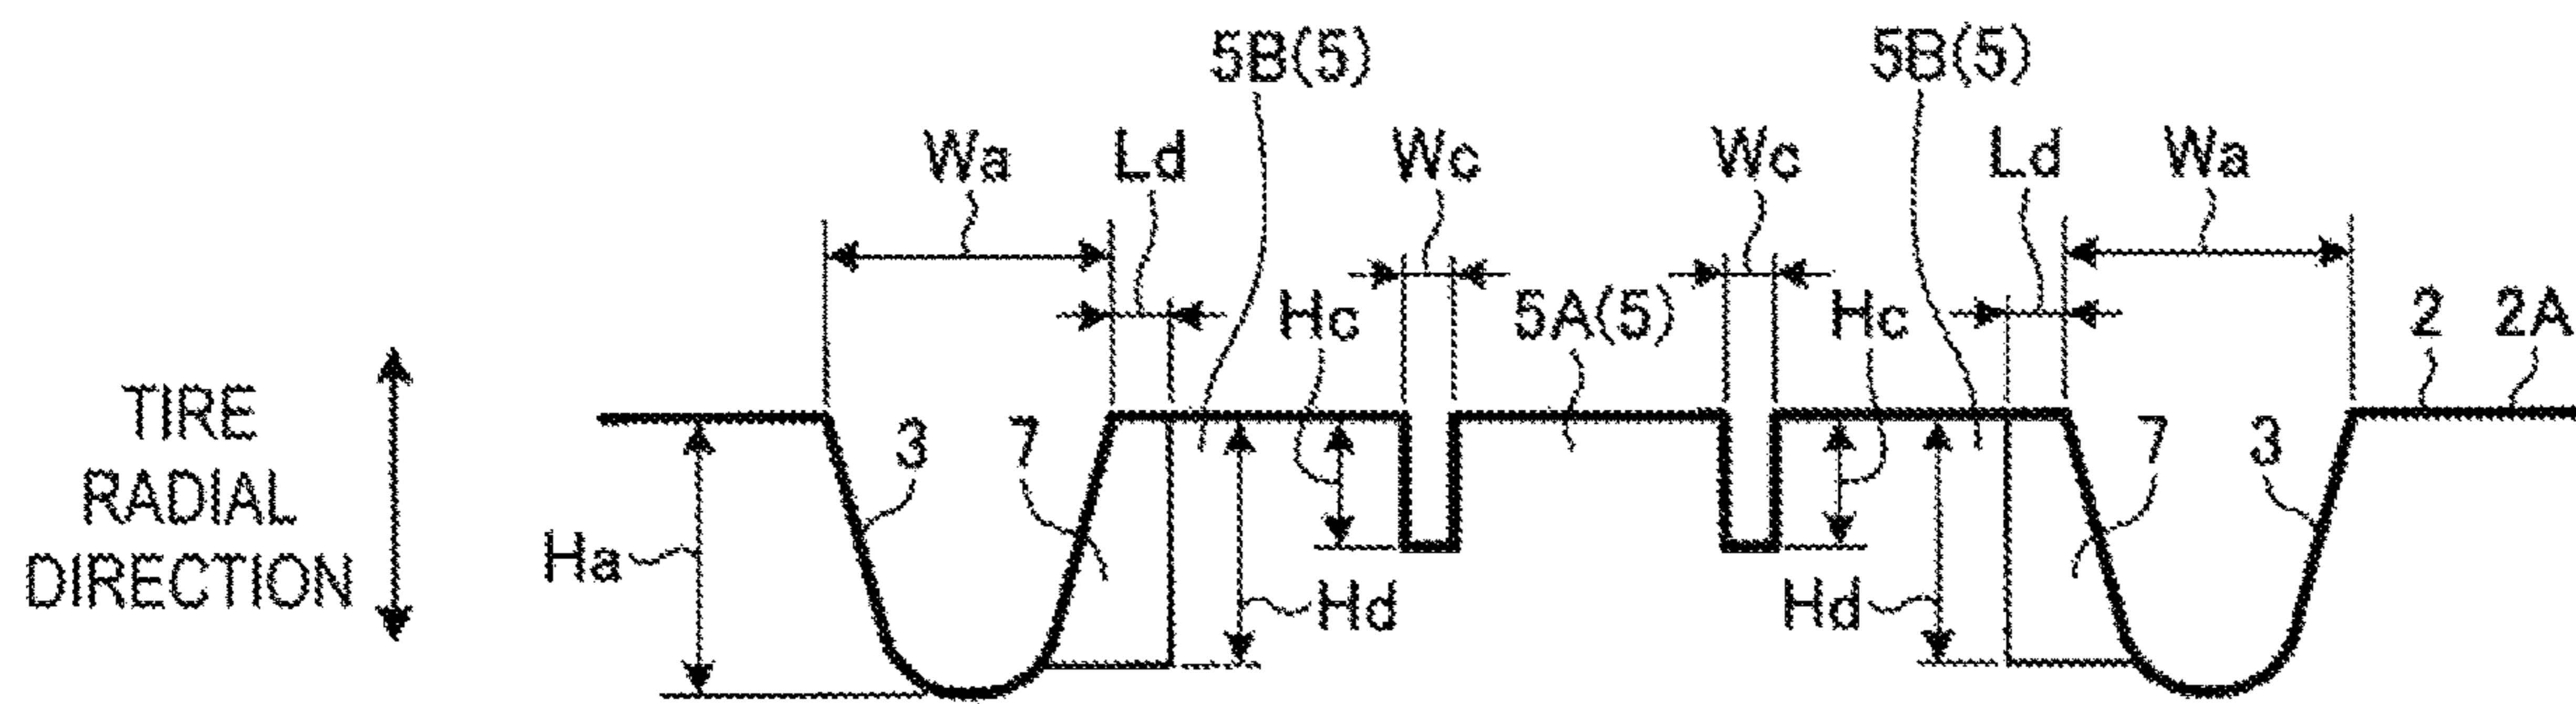 5B(5) 5B(5)
Wa Ld Wc Wc Ld Wa
Hc 5A(5) Hc 2 2A
TIRE
RADIAL
DIRECTION
3 7 7 3
Ha Hd Hd